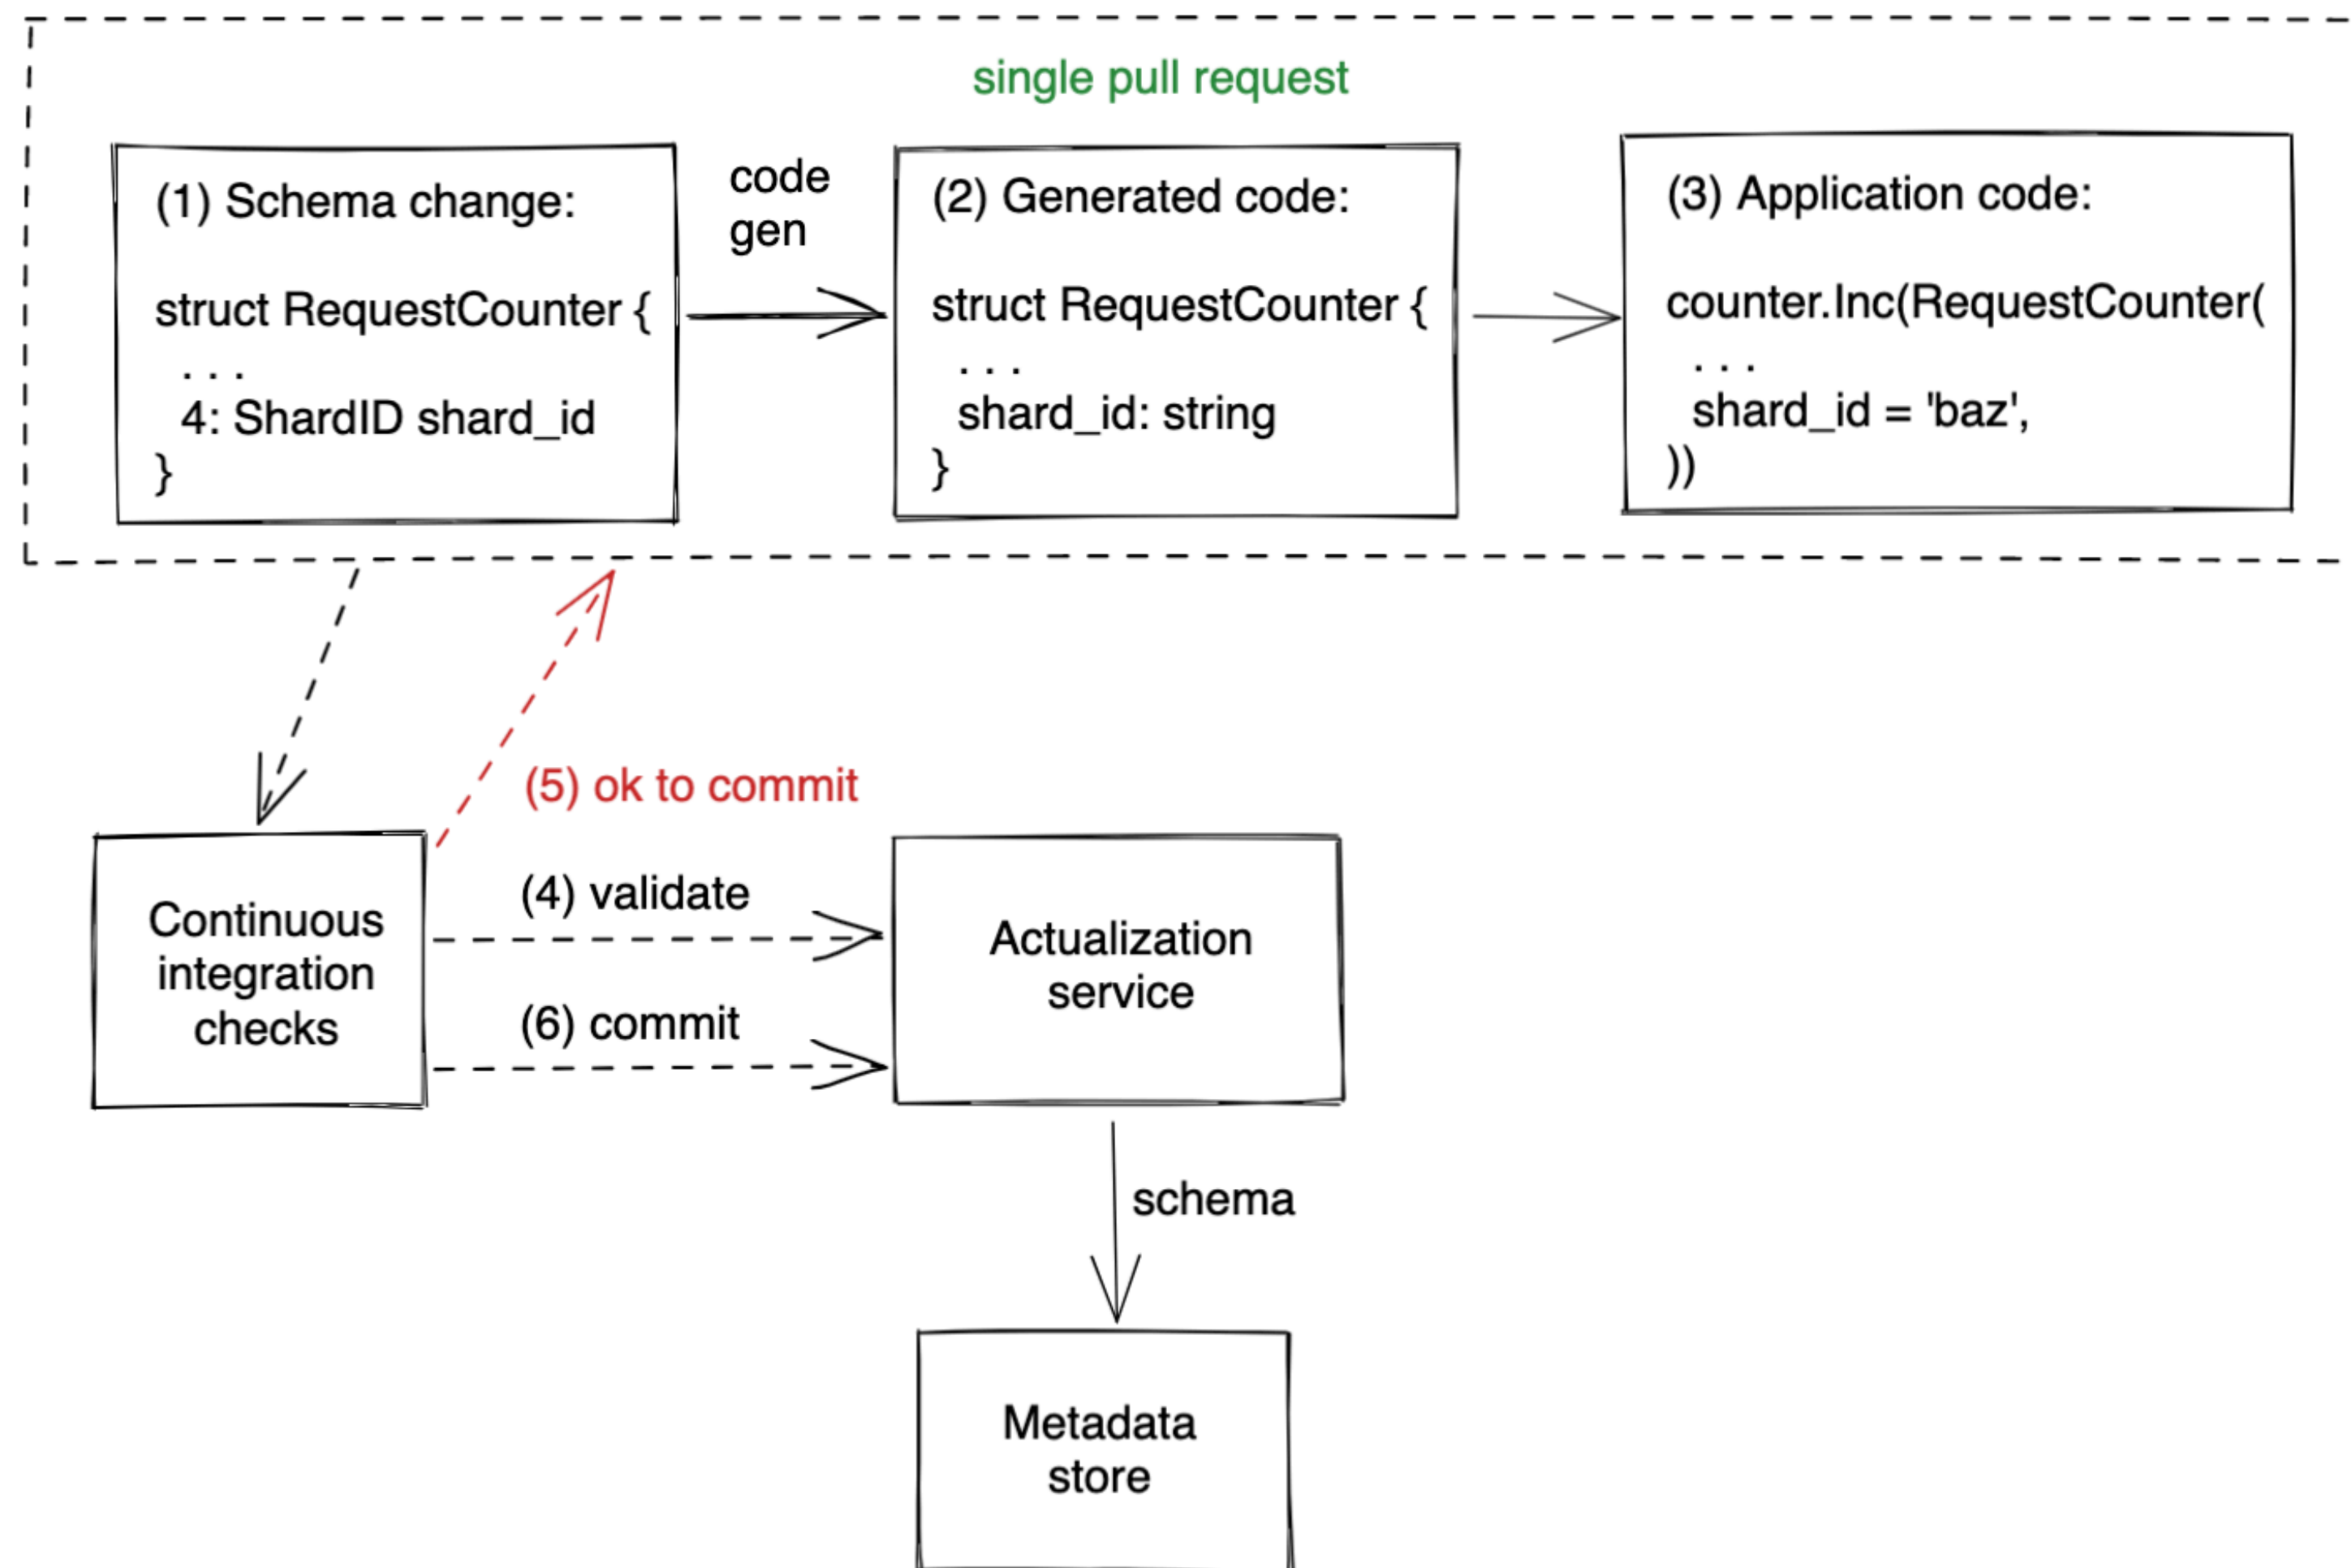 single pull request
(1) Schema change:
struct RequestCounter {
. . .
4: ShardID shard_id
}
code
gen
(2) Generated code:
struct RequestCounter {
. . .
shard_id: string
}
(3) Application code:
counter.Inc(RequestCounter(
. . .
shard_id = 'baz',
))
(5) ok to commit
Continuous
integration
checks
(4) validate
(6) commit
Actualization
service
schema
Metadata
store